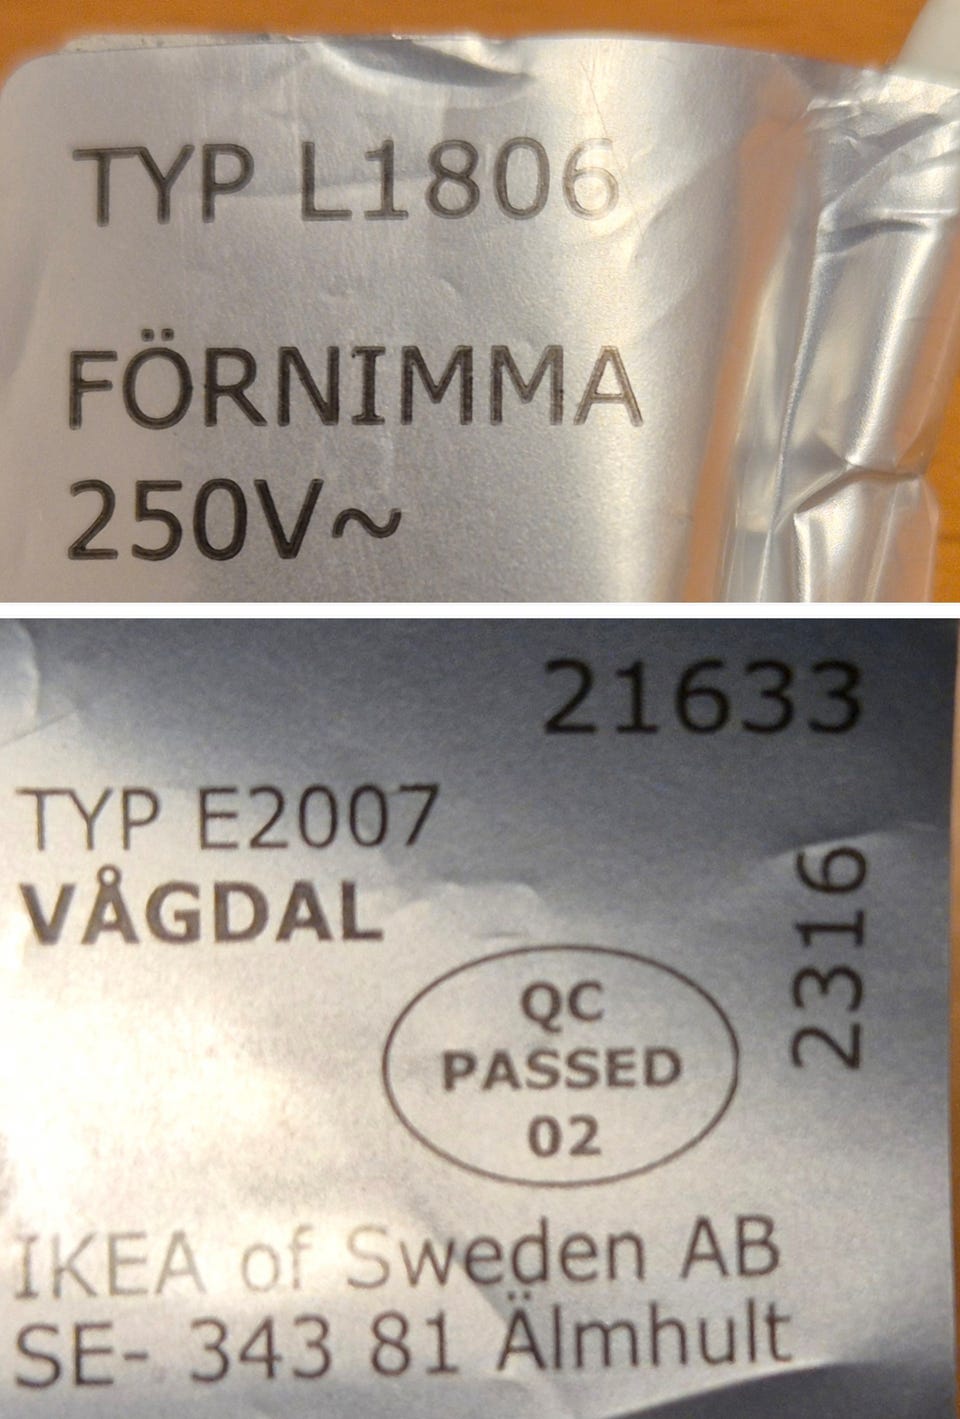 TYP L1806
FÖRNIMMA
250V~
21633
TYP E2007
VÅGDAL
2316
QC
PASSED
02
IKEA of Sweden AB
SE- 343 81 Älmhult